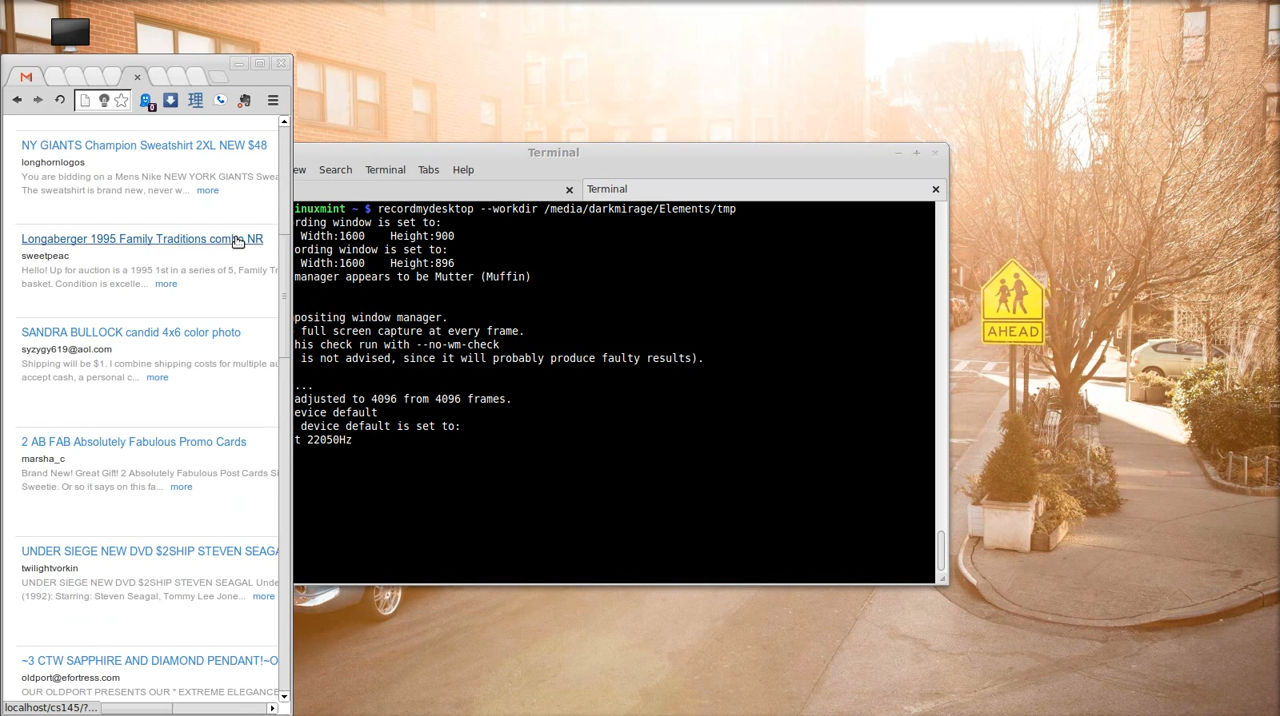 NY GIANTS Champion Sweatshirt 2XL NEW $48
longhornlogos
You are bidding on a Mens Nike NEW YORK GIANTS Swea
The sweatshirt is brand new, never w... more
Longaberger 1995 Family Traditions combo NR
sweetpeac
Hello! Up for auction is a 1995 1st in a series of 5, Family Tr
basket. Condition is excelle... more
SANDRA BULLOCK candid 4x6 color photo
syzygy619@aol.com
Shipping will be $1. I combine shipping costs for multiple au
accept cash, a personal c... more
2 AB FAB Absolutely Fabulous Promo Cards
marsha_c
Brand New! Great Gift! 2 Absolutely Fabulous Post Cards Si
Sweetie. Or so it says on this fa... more
UNDER SIEGE NEW DVD $2SHIP STEVEN SEAGA
twilightvorkin
UNDER SIEGE NEW DVD $2SHIP STEVEN SEAGAL Unde
(1992): Starring: Steven Seagal, Tommy Lee Jone... more
~3 CTW SAPPHIRE AND DIAMOND PENDANT!~O
oldport@efortress.com
OUR OLDPORT PRESENTS OUR " EXTREME ELEGANCE
localhost/cs145/?...
Terminal
ew Search Terminal Tabs Help
Terminal
inuxmint ~ $ recordmydesktop --workdir /media/darkmirage/Elements/tmp
rding window is set to:
Width:1600 Height:900
ording window is set to:
Width:1600 Height:896
manager appears to be Mutter (Muffin)
positing window manager.
full screen capture at every frame.
his check run with --no-wm-check
is not advised, since it will probably produce faulty results).
...
adjusted to 4096 from 4096 frames.
evice default
device default is set to:
t 22050Hz
AHEAD